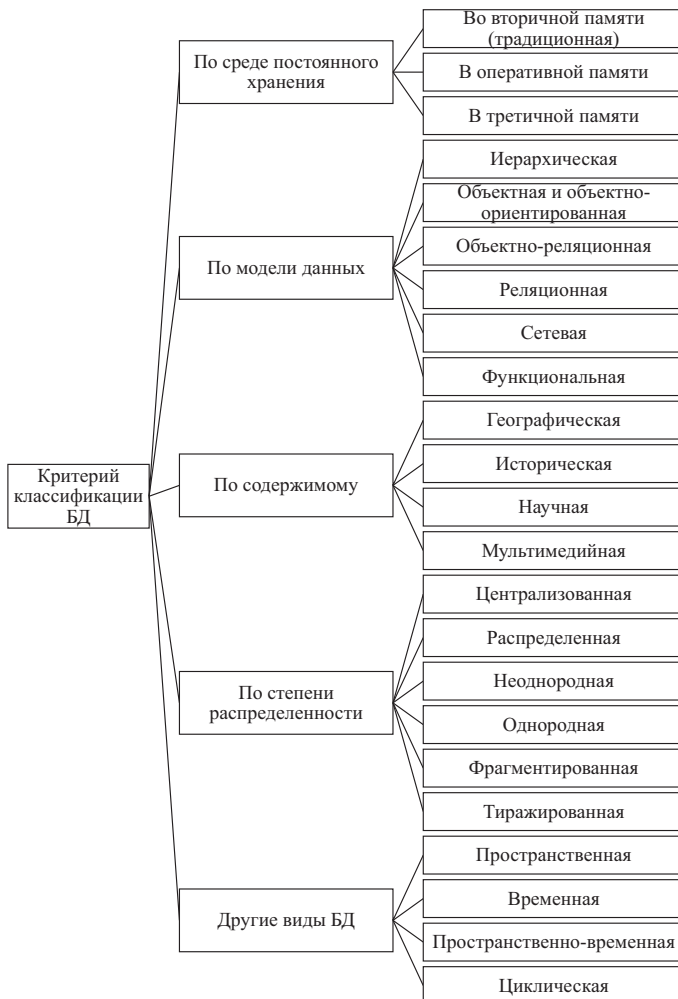 Критерий
классификации
БД
По среде постоянного
хранения
Во вторичной памяти
(традиционная)
В оперативной памяти
В третичной памяти
По модели данных
Иерархическая
Объектная и объектно-
ориентированная
Объектно-реляционная
Реляционная
Сетевая
Функциональная
По содержимому
Географическая
Историческая
Научная
Мультимедийная
По степени
распределенности
Централизованная
Распределенная
Неоднородная
Однородная
Фрагментированная
Тиражированная
Другие виды БД
Пространственная
Временная
Пространственно-временная
Циклическая